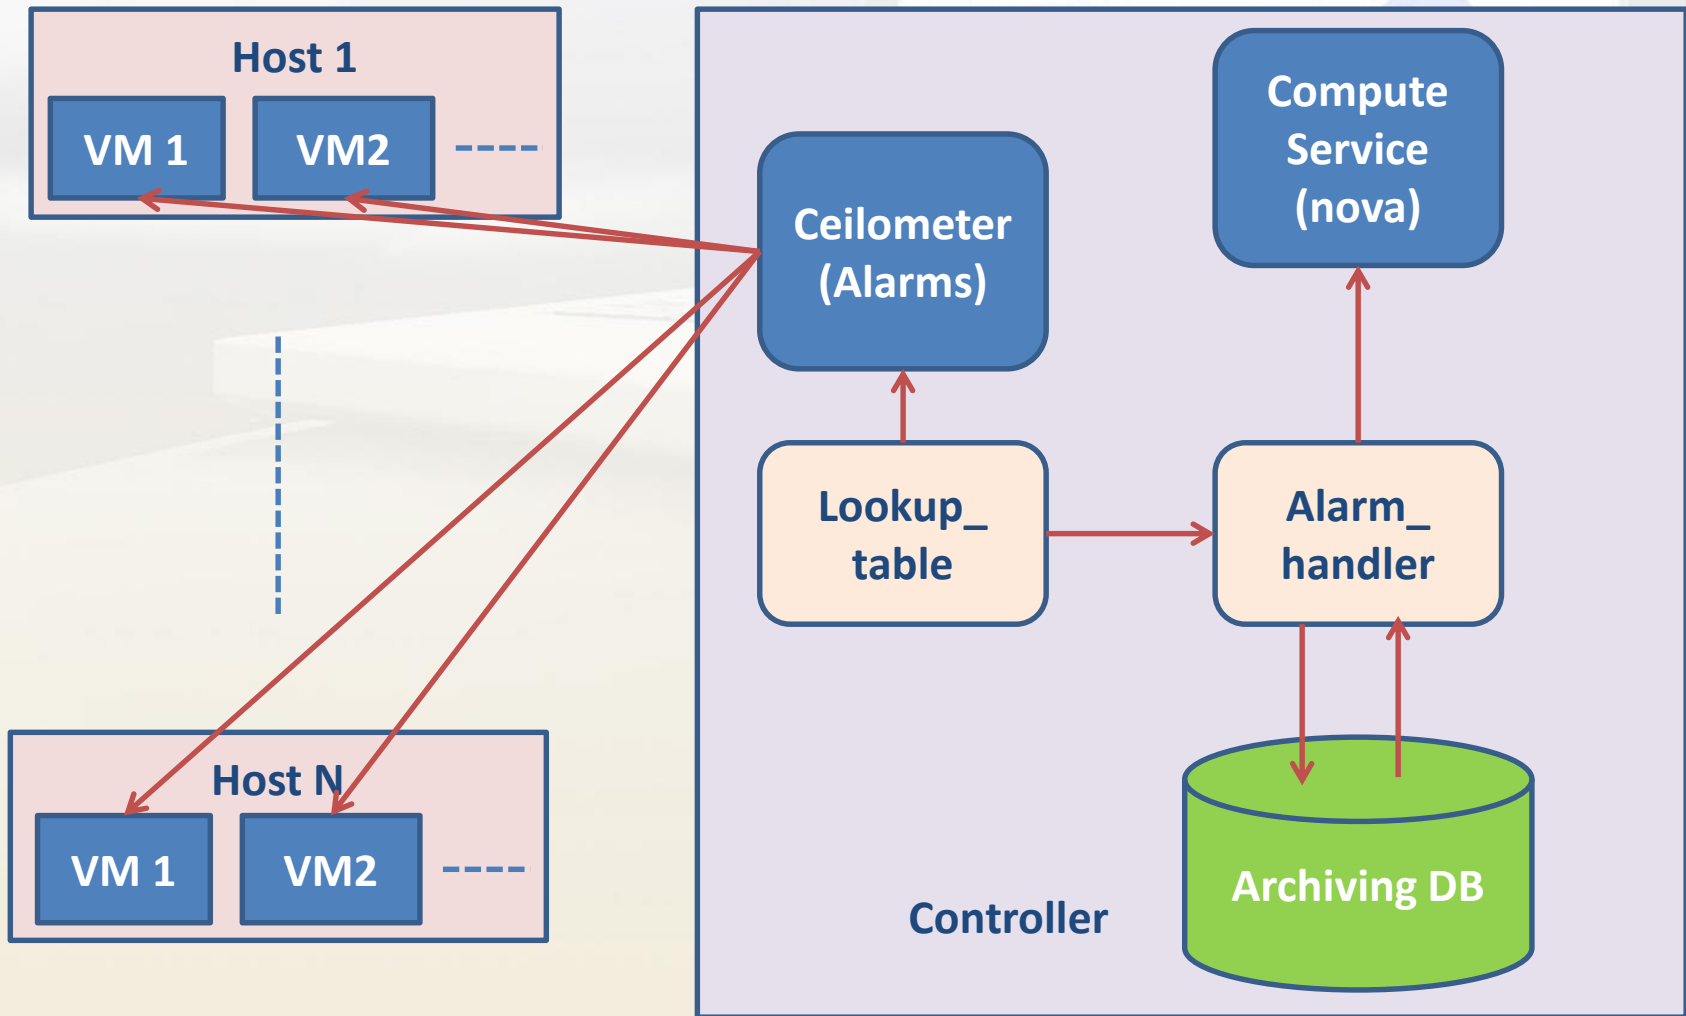 Host 1
VM 1
VM2
Host N
VM 1
VM2
Ceilometer
(Alarms)
Compute
Service
(nova)
Lookup_
table
Alarm_
handler
Archiving DB
Controller